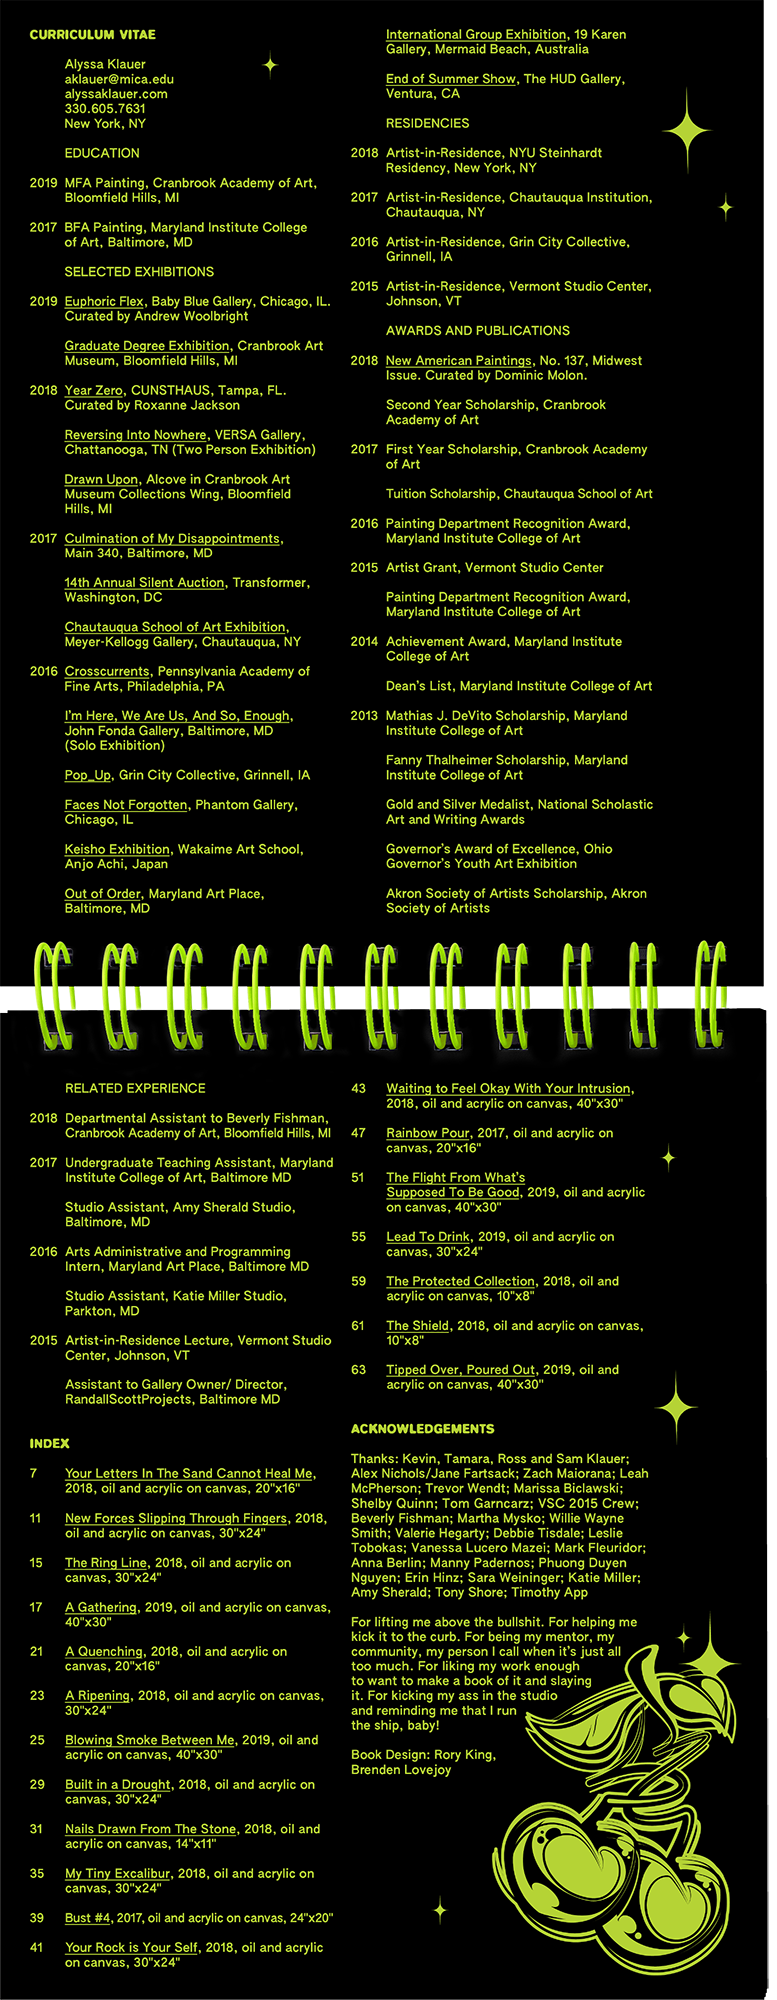 CURRICULUM VITAE
Alyssa Klauer
aklauer@mica.edu
alyssaklauer.com
330.605.7631
New York, NY
EDUCATION
2019 MFA Painting, Cranbrook Academy of Art,
Bloomfield Hills, MI
2017 BFA Painting, Maryland Institute College
of Art, Baltimore, MD
SELECTED EXHIBITIONS
2019 Euphoric Flex, Baby Blue Gallery, Chicago, IL.
Curated by Andrew Woolbright
Graduate Degree Exhibition, Cranbrook Art
Museum, Bloomfield Hills, MI
2018 Year Zero, CUNSTHAUS, Tampa, FL.
Curated by Roxanne Jackson
Reversing Into Nowhere, VERSA Gallery,
Chattanooga, TN (Two Person Exhibition)
Drawn Upon, Alcove in Cranbrook Art
Museum Collections Wing, Bloomfield
Hills, MI
2017 Culmination of My Disappointments,
Main 340, Baltimore, MD
14th Annual Silent Auction, Transformer,
Washington, DC
Chautauqua School of Art Exhibition,
Meyer-Kellogg Gallery, Chautauqua, NY
2016 Crosscurrents, Pennsylvania Academy of
Fine Arts, Philadelphia, PA
I'm Here, We Are Us, And So, Enough,
John Fonda Gallery, Baltimore, MD
(Solo Exhibition)
Pop_Up, Grin City Collective, Grinnell, IA
Faces Not Forgotten, Phantom Gallery,
Chicago, IL
Keisho Exhibition, Wakaime Art School,
Anjo Achi, Japan
Out of Order, Maryland Art Place,
Baltimore, MD
International Group Exhibition, 19 Karen
Gallery, Mermaid Beach, Australia
End of Summer Show, The HUD Gallery,
Ventura, CA
RESIDENCIES
2018 Artist-in-Residence, NYU Steinhardt
Residency, New York, NY
2017 Artist-in-Residence, Chautauqua Institution,
Chautauqua, NY
2016 Artist-in-Residence, Grin City Collective,
Grinnell, IA
2015 Artist-in-Residence, Vermont Studio Center,
Johnson, VT
AWARDS AND PUBLICATIONS
2018 New American Paintings, No. 137, Midwest
Issue. Curated by Dominic Molon.
Second Year Scholarship, Cranbrook
Academy of Art
2017 First Year Scholarship, Cranbrook Academy
of Art
Tuition Scholarship, Chautauqua School of Art
2016 Painting Department Recognition Award,
Maryland Institute College of Art
2015 Artist Grant, Vermont Studio Center
Painting Department Recognition Award,
Maryland Institute College of Art
2014 Achievement Award, Maryland Institute
College of Art
Dean's List, Maryland Institute College of Art
2013 Mathias J. DeVito Scholarship, Maryland
Institute College of Art
Fanny Thalheimer Scholarship, Maryland
Institute College of Art
Gold and Silver Medalist, National Scholastic
Art and Writing Awards
Governor's Award of Excellence, Ohio
Governor's Youth Art Exhibition
Akron Society of Artists Scholarship, Akron
Society of Artists
RELATED EXPERIENCE
2018 Departmental Assistant to Beverly Fishman,
Cranbrook Academy of Art, Bloomfield Hills, MI
2017 Undergraduate Teaching Assistant, Maryland
Institute College of Art, Baltimore MD
Studio Assistant, Amy Sherald Studio,
Baltimore, MD
2016 Arts Administrative and Programming
Intern, Maryland Art Place, Baltimore MD
Studio Assistant, Katie Miller Studio,
Parkton, MD
2015 Artist-in-Residence Lecture, Vermont Studio
Center, Johnson, VT
Assistant to Gallery Owner/ Director,
RandallScottProjects, Baltimore MD
INDEX
7 Your Letters In The Sand Cannot Heal Me,
2018, oil and acrylic on canvas, 20"x16"
11 New Forces Slipping Through Fingers, 2018,
oil and acrylic on canvas, 30"x24"
15 The Ring Line, 2018, oil and acrylic on
canvas, 30"x24"
17 A Gathering, 2019, oil and acrylic on canvas,
40"x30"
21 A Quenching, 2018, oil and acrylic on
canvas, 20"x16"
23 A Ripening, 2018, oil and acrylic on canvas,
30"x24"
25 Blowing Smoke Between Me, 2019, oil and
acrylic on canvas, 40"x30"
29 Built in a Drought, 2018, oil and acrylic on
canvas, 30"x24"
31 Nails Drawn From The Stone, 2018, oil and
acrylic on canvas, 14"x11"
35 My Tiny Excalibur, 2018, oil and acrylic on
canvas, 30"x24"
39 Bust #4, 2017, oil and acrylic on canvas, 24"x20"
41 Your Rock is Your Self, 2018, oil and acrylic
on canvas, 30"x24"
43 Waiting to Feel Okay With Your Intrusion,
2018, oil and acrylic on canvas, 40"x30"
47 Rainbow Pour, 2017, oil and acrylic on
canvas, 20"x16"
51 The Flight From What's
Supposed To Be Good, 2019, oil and acrylic
on canvas, 40"x30"
55 Lead To Drink, 2019, oil and acrylic on
canvas, 30"x24"
59 The Protected Collection, 2018, oil and
acrylic on canvas, 10"x8"
61 The Shield, 2018, oil and acrylic on canvas,
10"x8"
63 Tipped Over, Poured Out, 2019, oil and
acrylic on canvas, 40"x30"
ACKNOWLEDGEMENTS
Thanks: Kevin, Tamara, Ross and Sam Klauer;
Alex Nichols/Jane Fartsack; Zach Maiorana; Leah
McPherson; Trevor Wendt; Marissa Biclawski;
Shelby Quinn; Tom Garncarz; VSC 2015 Crew;
Beverly Fishman; Martha Mysko; Willie Wayne
Smith; Valerie Hegarty; Debbie Tisdale; Leslie
Tobokas; Vanessa Lucero Mazei; Mark Fleuridor;
Anna Berlin; Manny Padernos; Phuong Duyen
Nguyen; Erin Hinz; Sara Weininger; Katie Miller;
Amy Sherald; Tony Shore; Timothy App
For lifting me above the bullshit. For helping me
kick it to the curb. For being my mentor, my
community, my person I call when it's just all
too much. For liking my work enough
to want to make a book of it and slaying
it. For kicking my ass in the studio
and reminding me that I run
the ship, baby!
Book Design: Rory King,
Brenden Lovejoy